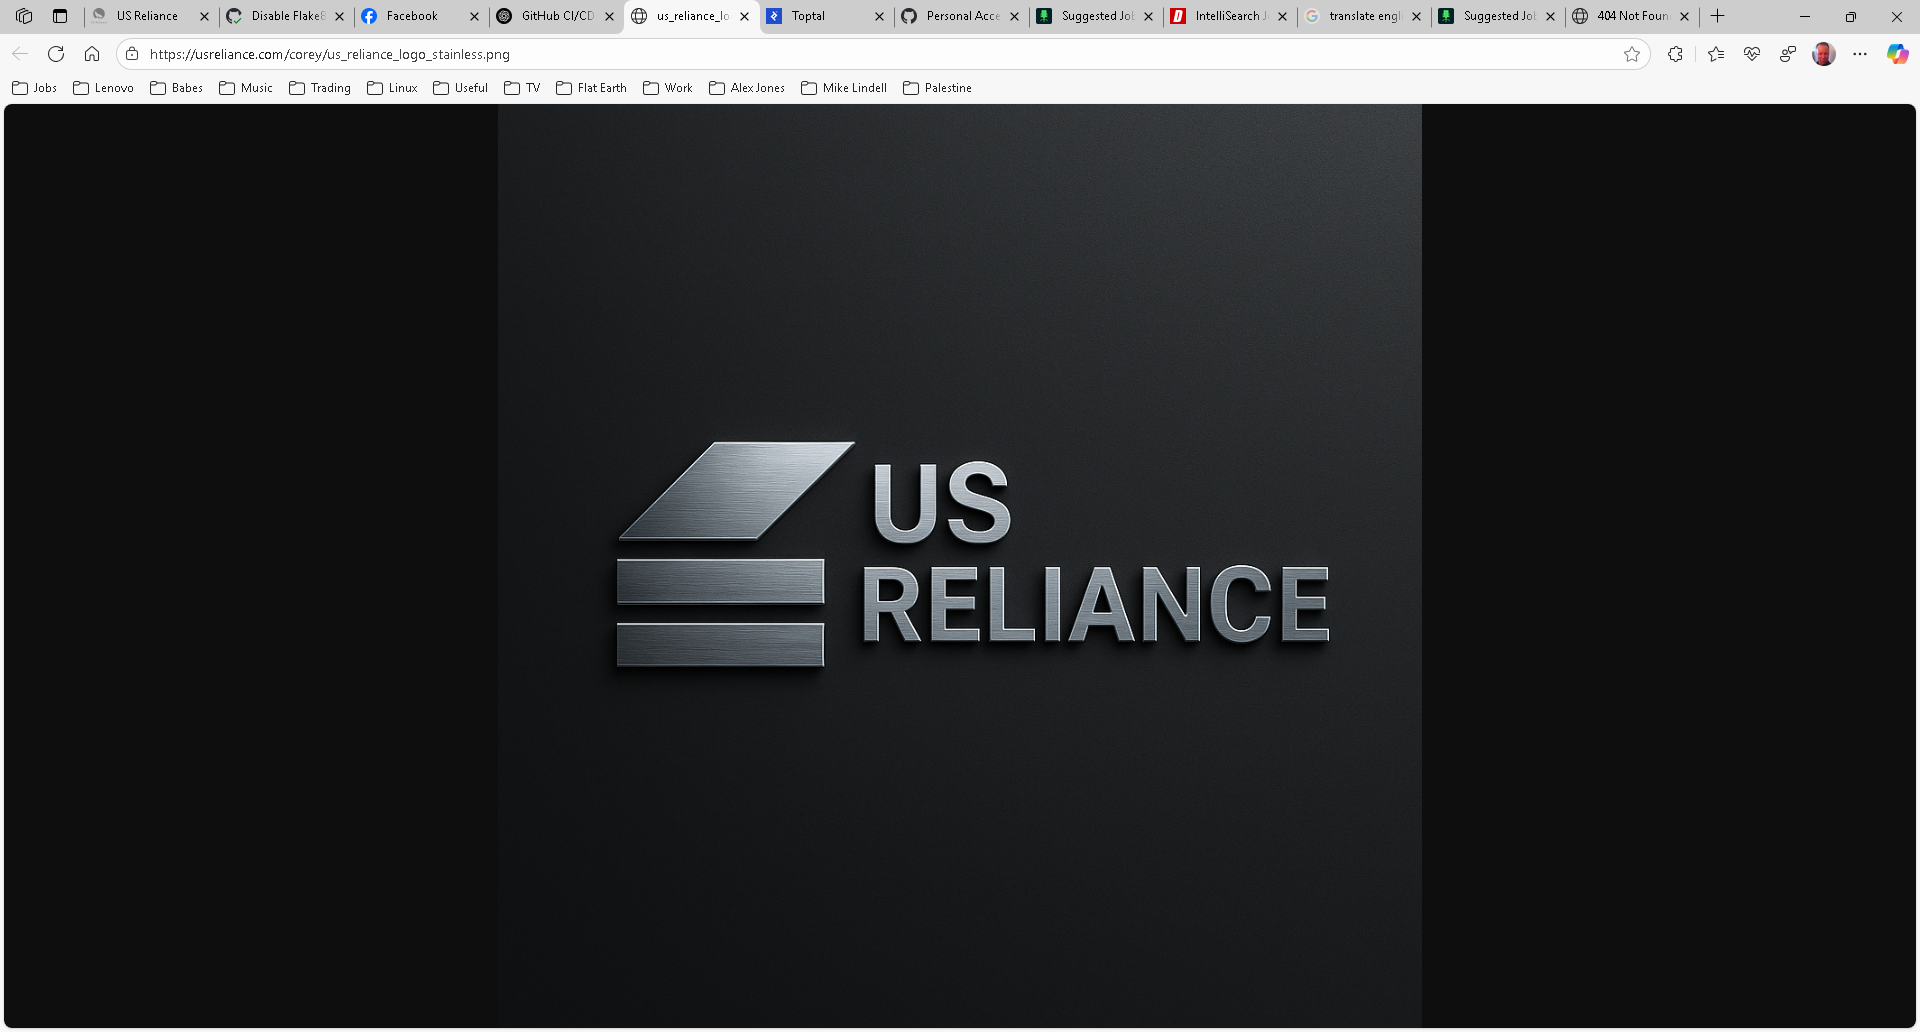 US Reliance
Disable Flake8
Facebook
GitHub CI/CD
us_reliance_lo
Toptal
Personal Acce
Suggested Job
IntelliSearch J
translate engl
Suggested Job
404 Not Foun
https://usreliance.com/corey/us_reliance_logo_stainless.png
Jobs
Lenovo
Babes
Music
Trading
Linux
Useful
TV
Flat Earth
Work
Alex Jones
Mike Lindell
Palestine
US
RELIANCE